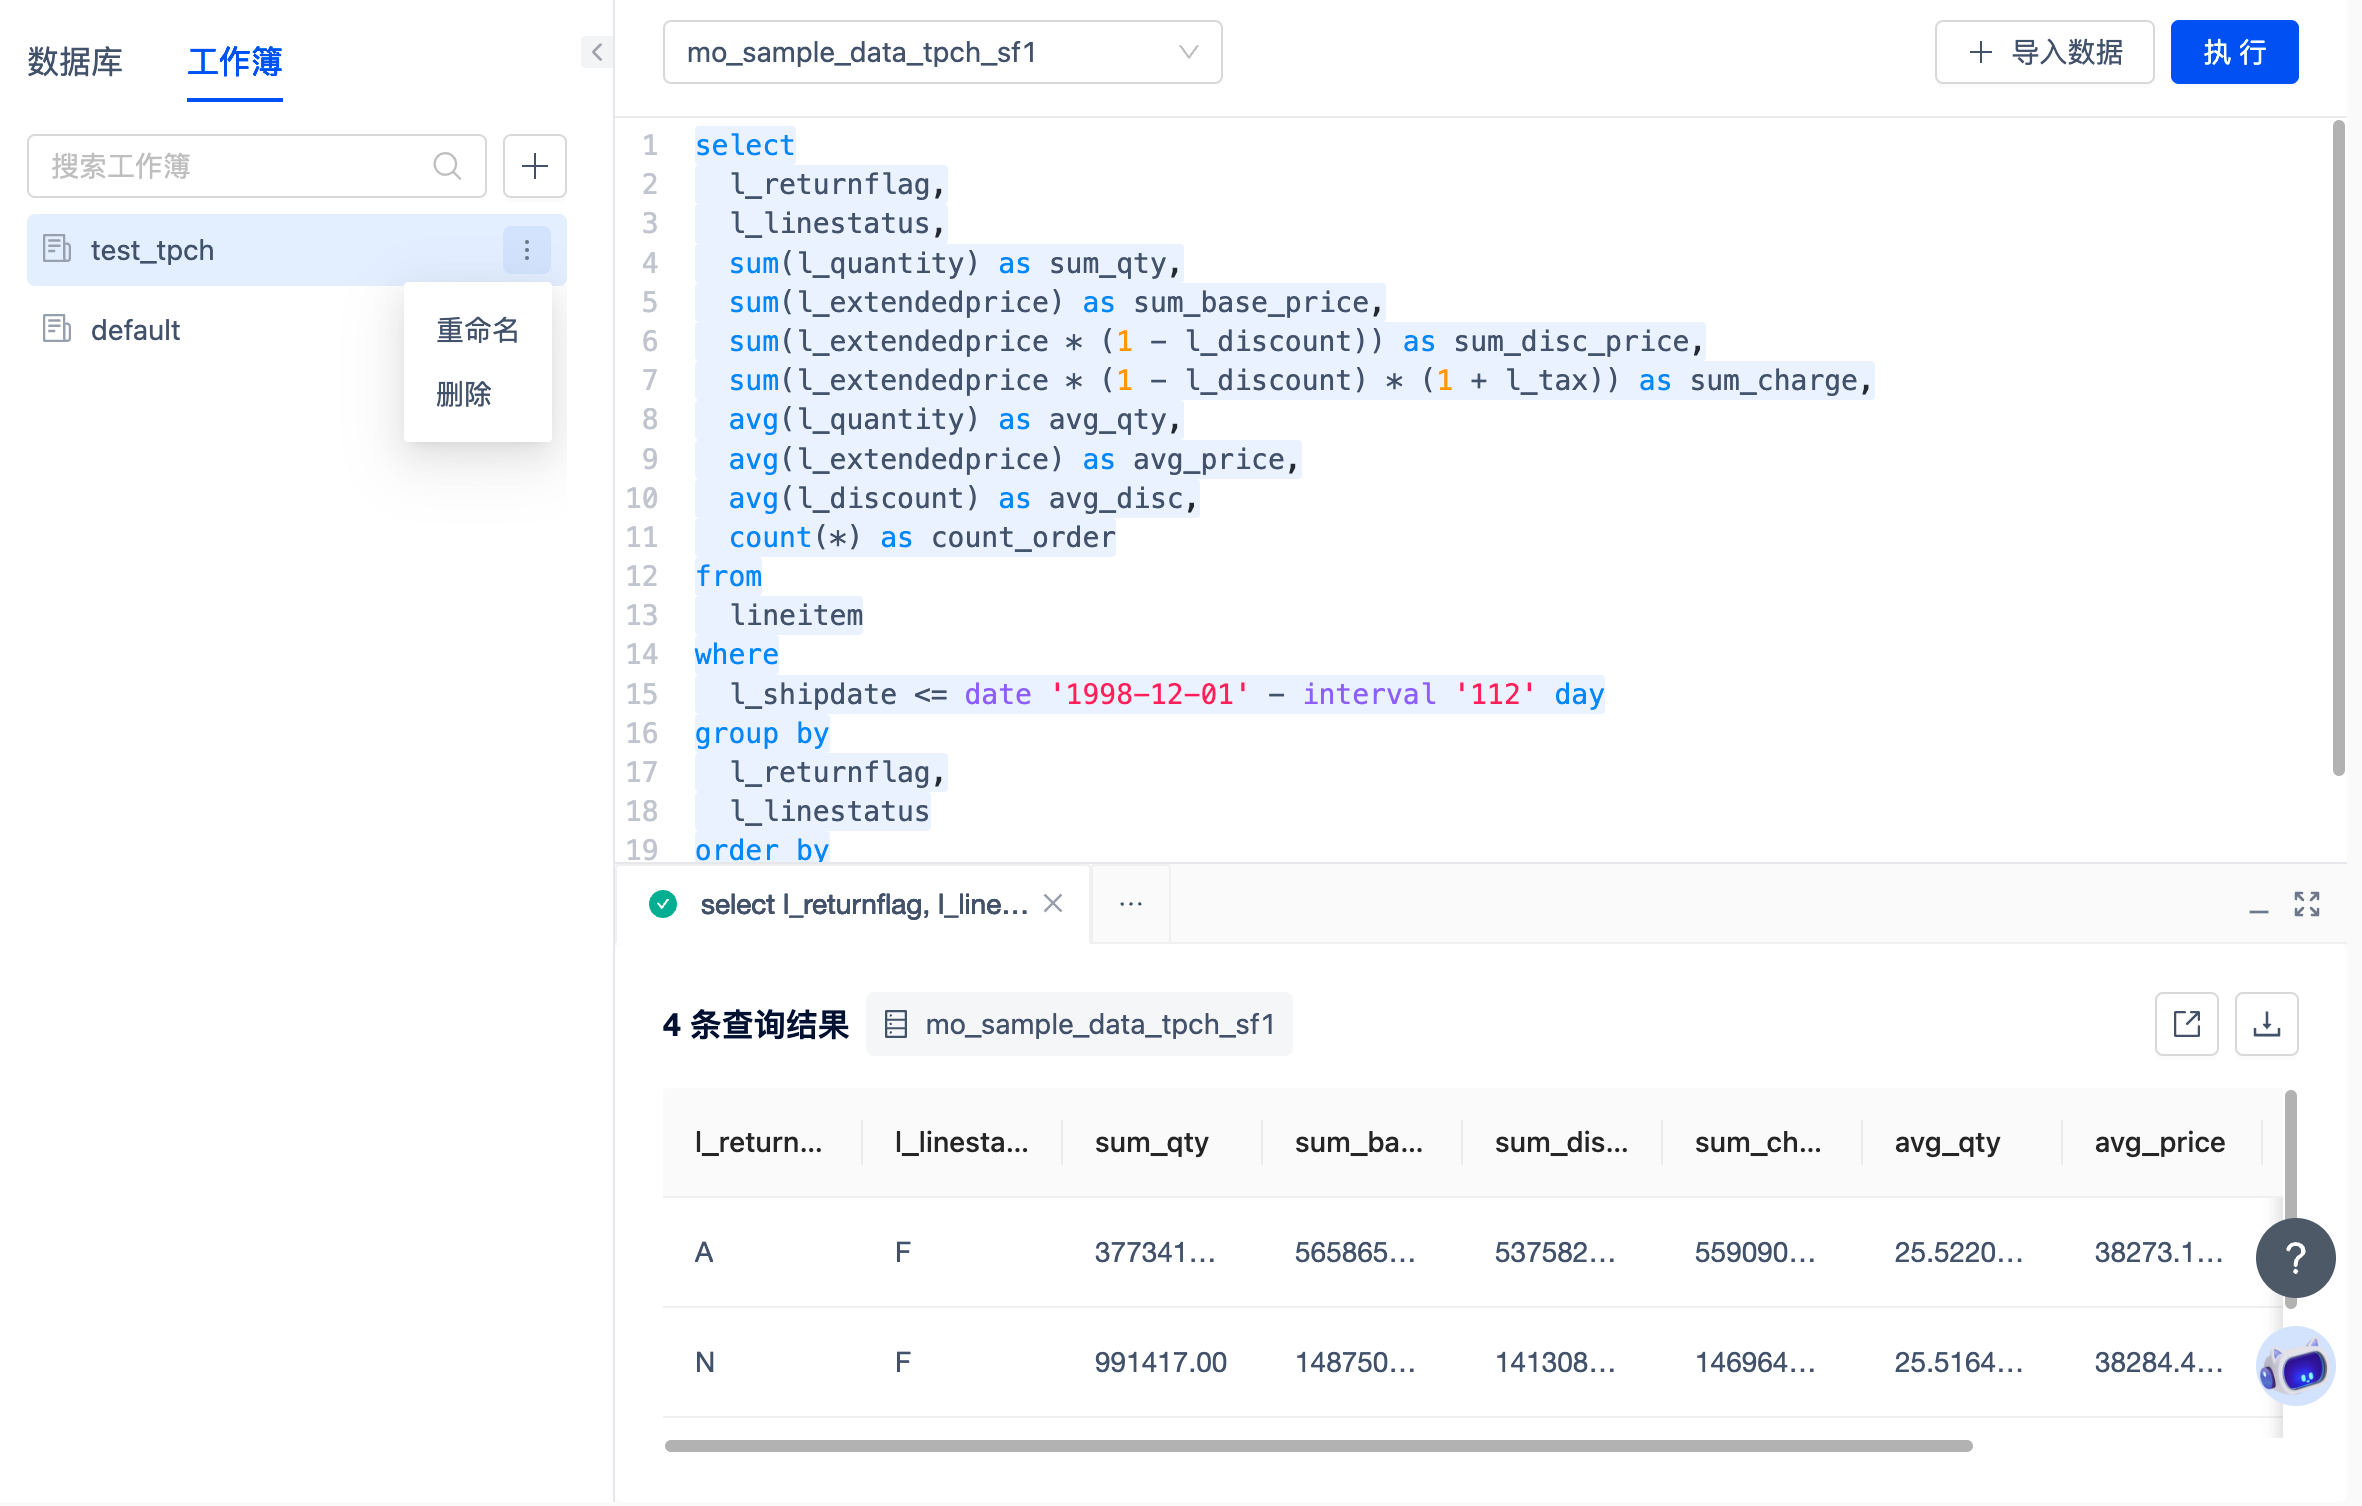 数据库 工作簿
搜索工作簿
test_tpch
default
重命名
删除
mo_sample_data_tpch_sf1
导入数据
执 行
1 select
2 l_returnflag,
3 l_linestatus,
4 sum(l_quantity) as sum_qty,
5 sum(l_extendedprice) as sum_base_price,
6 sum(l_extendedprice * (1 - l_discount)) as sum_disc_price,
7 sum(l_extendedprice * (1 - l_discount) * (1 + l_tax)) as sum_charge,
8 avg(l_quantity) as avg_qty,
9 avg(l_extendedprice) as avg_price,
10 avg(l_discount) as avg_disc,
11 count(*) as count_order
12 from
13 lineitem
14 where
15 l_shipdate <= date '1998-12-01' - interval '112' day
16 group by
17 l_returnflag,
18 l_linestatus
19 order by
select l_returnflag, l_line... ...
4 条查询结果 mo_sample_data_tpch_sf1
l_return... l_linesta... sum_qty sum_ba... sum_dis... sum_ch... avg_qty avg_price
A F 377341... 565865... 537582... 559090... 25.5220... 38273.1...
?
N F 991417.00 148750... 141308... 146964... 25.5164... 38284.4...